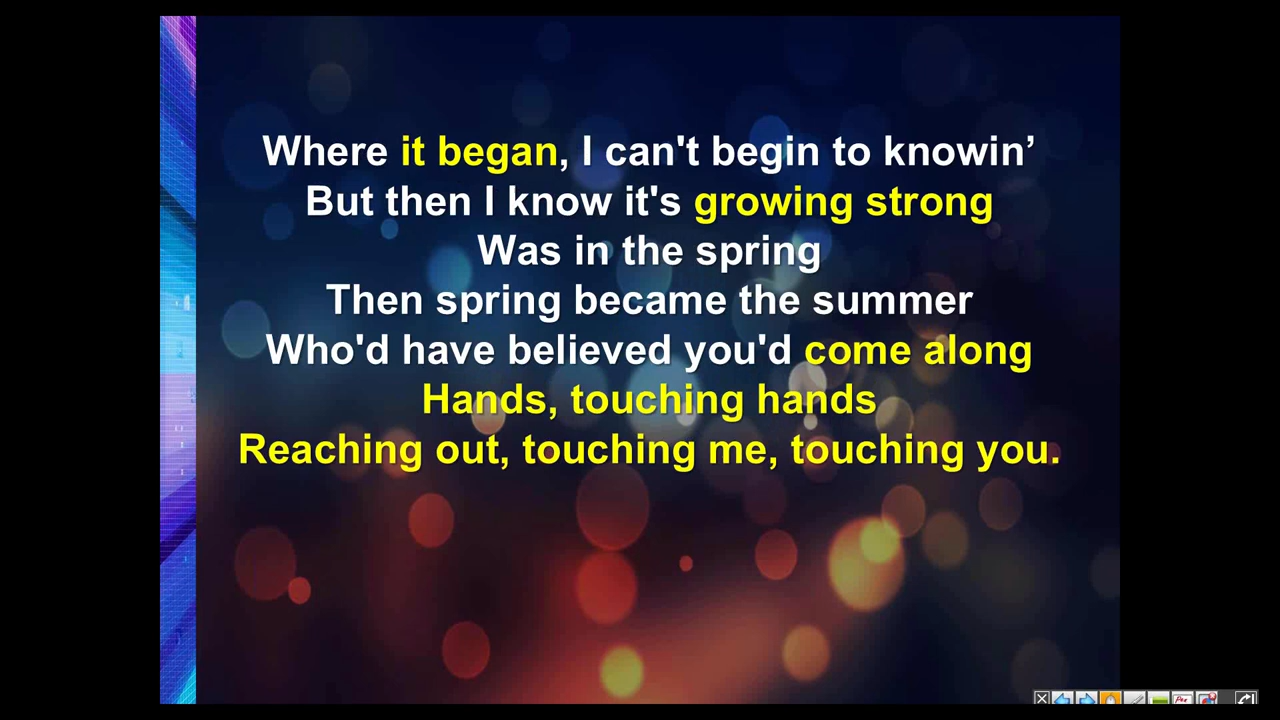 Where it began, I can't begin to knowin’
But then I know it's growing strong
Was in the spring
Then spring became the summer
Who'd have believed you'd come along
Hands, touching hands
Reaching out, touching me, touching you.